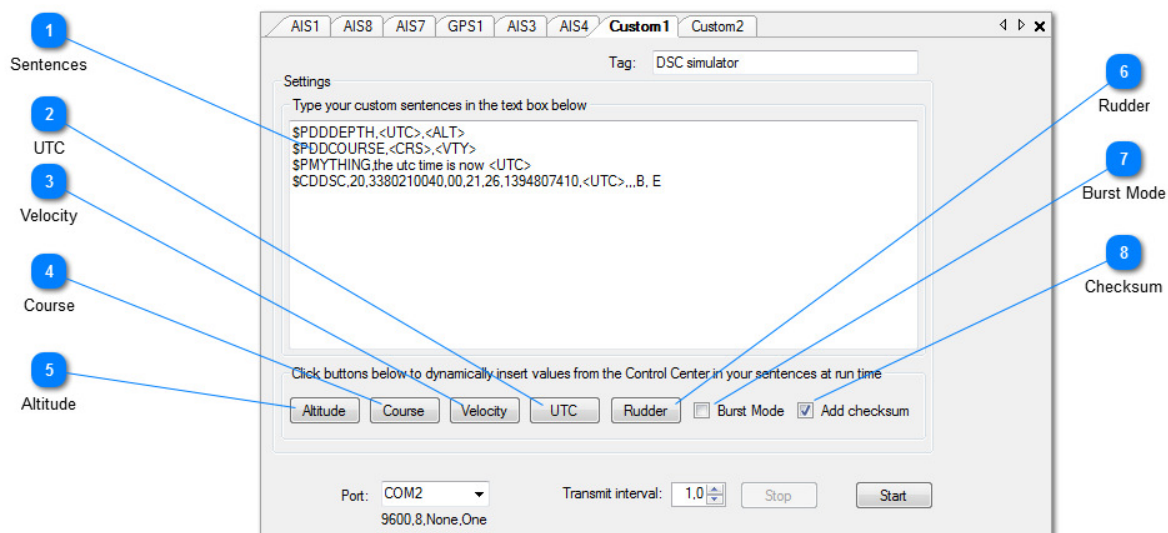 AIS1 AIS8 AIS7 GPS1 AIS3 AIS4 Custom1 Custom2
1
Sentences
2
UTC
3
Velocity
4
Course
5
Altitude
Tag: DSC simulator
Settings
Type your custom sentences in the text box below
$PDDDEPTH,<UTC>,<ALT>
$PDDCOURSE,<CRS>,<VTY>
$PMYTHING,the utc time is now <UTC>
$CDDSC,20,3380210040,00,21,26,1394807410,<UTC>,,,B, E
Click buttons below to dynamically insert values from the Control Center in your sentences at run time
Altitude Course Velocity UTC Rudder Burst Mode Add checksum
Port: COM2 Transmit interval: 1,0 Stop Start
9600,8,None,One
6
Rudder
7
Burst Mode
8
Checksum